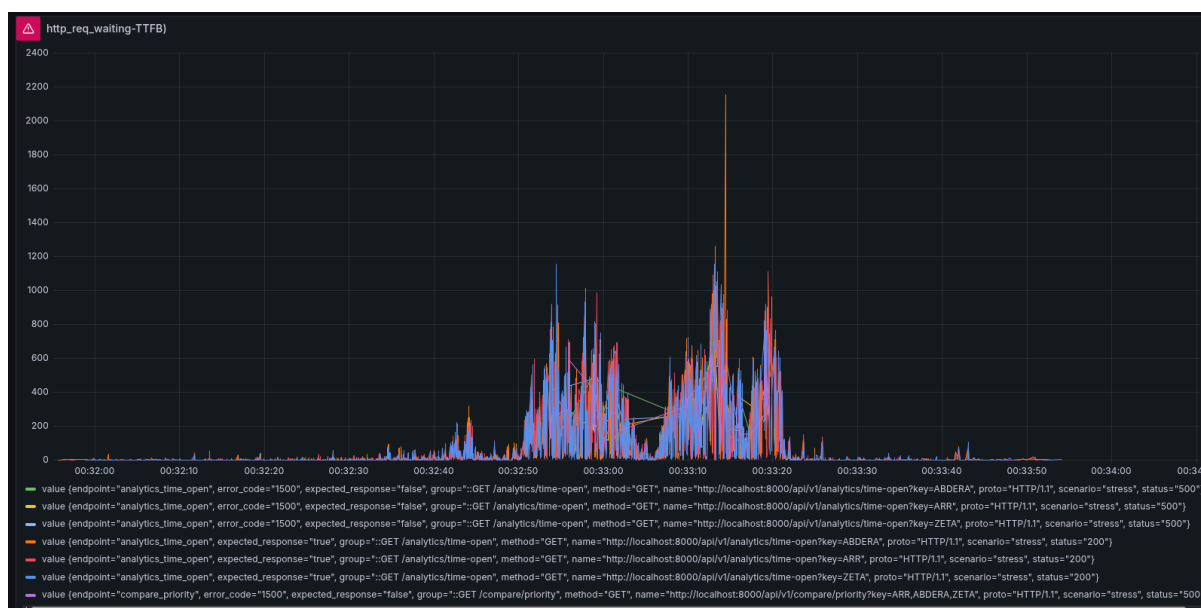 http_req_waiting-TTFB)
2400
2200
2000
1800
1600
1400
1200
1000
800
600
400
200
0
00:32:00 00:32:10 00:32:20 00:32:30 00:32:40 00:32:50 00:33:00 00:33:10 00:33:20 00:33:30 00:33:40 00:33:50 00:34:00 00:34
value {endpoint="analytics_time_open", error_code="1500", expected_response="false", group="::GET /analytics/time-open", method="GET", name="http://localhost:8000/api/v1/analytics/time-open?key=ABDERA", proto="HTTP/1.1", scenario="stress", status="500"
value {endpoint="analytics_time_open", error_code="1500", expected_response="false", group="::GET /analytics/time-open", method="GET", name="http://localhost:8000/api/v1/analytics/time-open?key=ARR", proto="HTTP/1.1", scenario="stress", status="500"}
value {endpoint="analytics_time_open", error_code="1500", expected_response="false", group="::GET /analytics/time-open", method="GET", name="http://localhost:8000/api/v1/analytics/time-open?key=ZETA", proto="HTTP/1.1", scenario="stress", status="500"}
value {endpoint="analytics_time_open", expected_response="true", group="::GET /analytics/time-open", method="GET", name="http://localhost:8000/api/v1/analytics/time-open?key=ABDERA", proto="HTTP/1.1", scenario="stress", status="200"}
value {endpoint="analytics_time_open", expected_response="true", group="::GET /analytics/time-open", method="GET", name="http://localhost:8000/api/v1/analytics/time-open?key=ARR", proto="HTTP/1.1", scenario="stress", status="200"}
value {endpoint="analytics_time_open", expected_response="true", group="::GET /analytics/time-open", method="GET", name="http://localhost:8000/api/v1/analytics/time-open?key=ZETA", proto="HTTP/1.1", scenario="stress", status="200"}
value {endpoint="compare_priority", error_code="1500", expected_response="false", group="::GET /compare/priority", method="GET", name="http://localhost:8000/api/v1/compare/priority?key=ARR,ABDERA,ZETA", proto="HTTP/1.1", scenario="stress", status="500